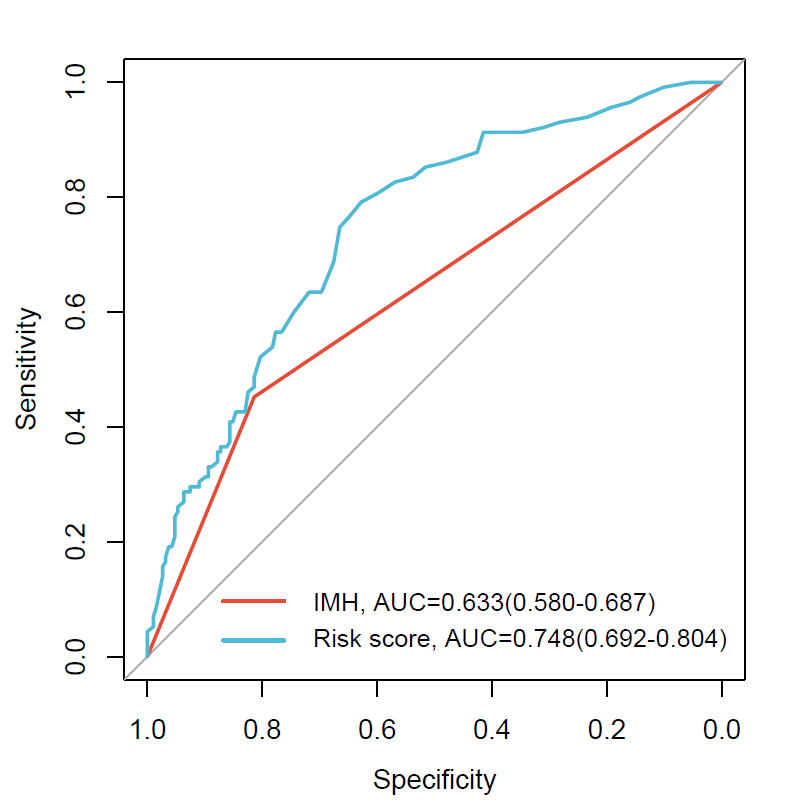 Sensitivity
1.0
0.8
0.6
0.4
0.2
0.0
IMH, AUC=0.633(0.580-0.687)
Risk score, AUC=0.748(0.692-0.804)
1.0 0.8 0.6 0.4 0.2 0.0
Specificity